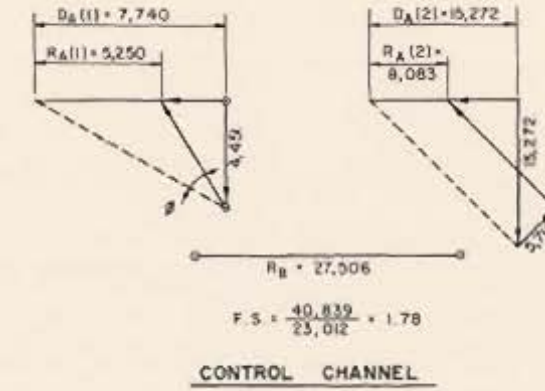 D_A(1) = 7,740
R_A(1) = 5,250
4,451
Ø
D_A(2) = 15,272
R_A(2) =
8,083
15,272
R_B = 27,506
F.S = 40,839 / 23,012 = 1.78
CONTROL CHANNEL